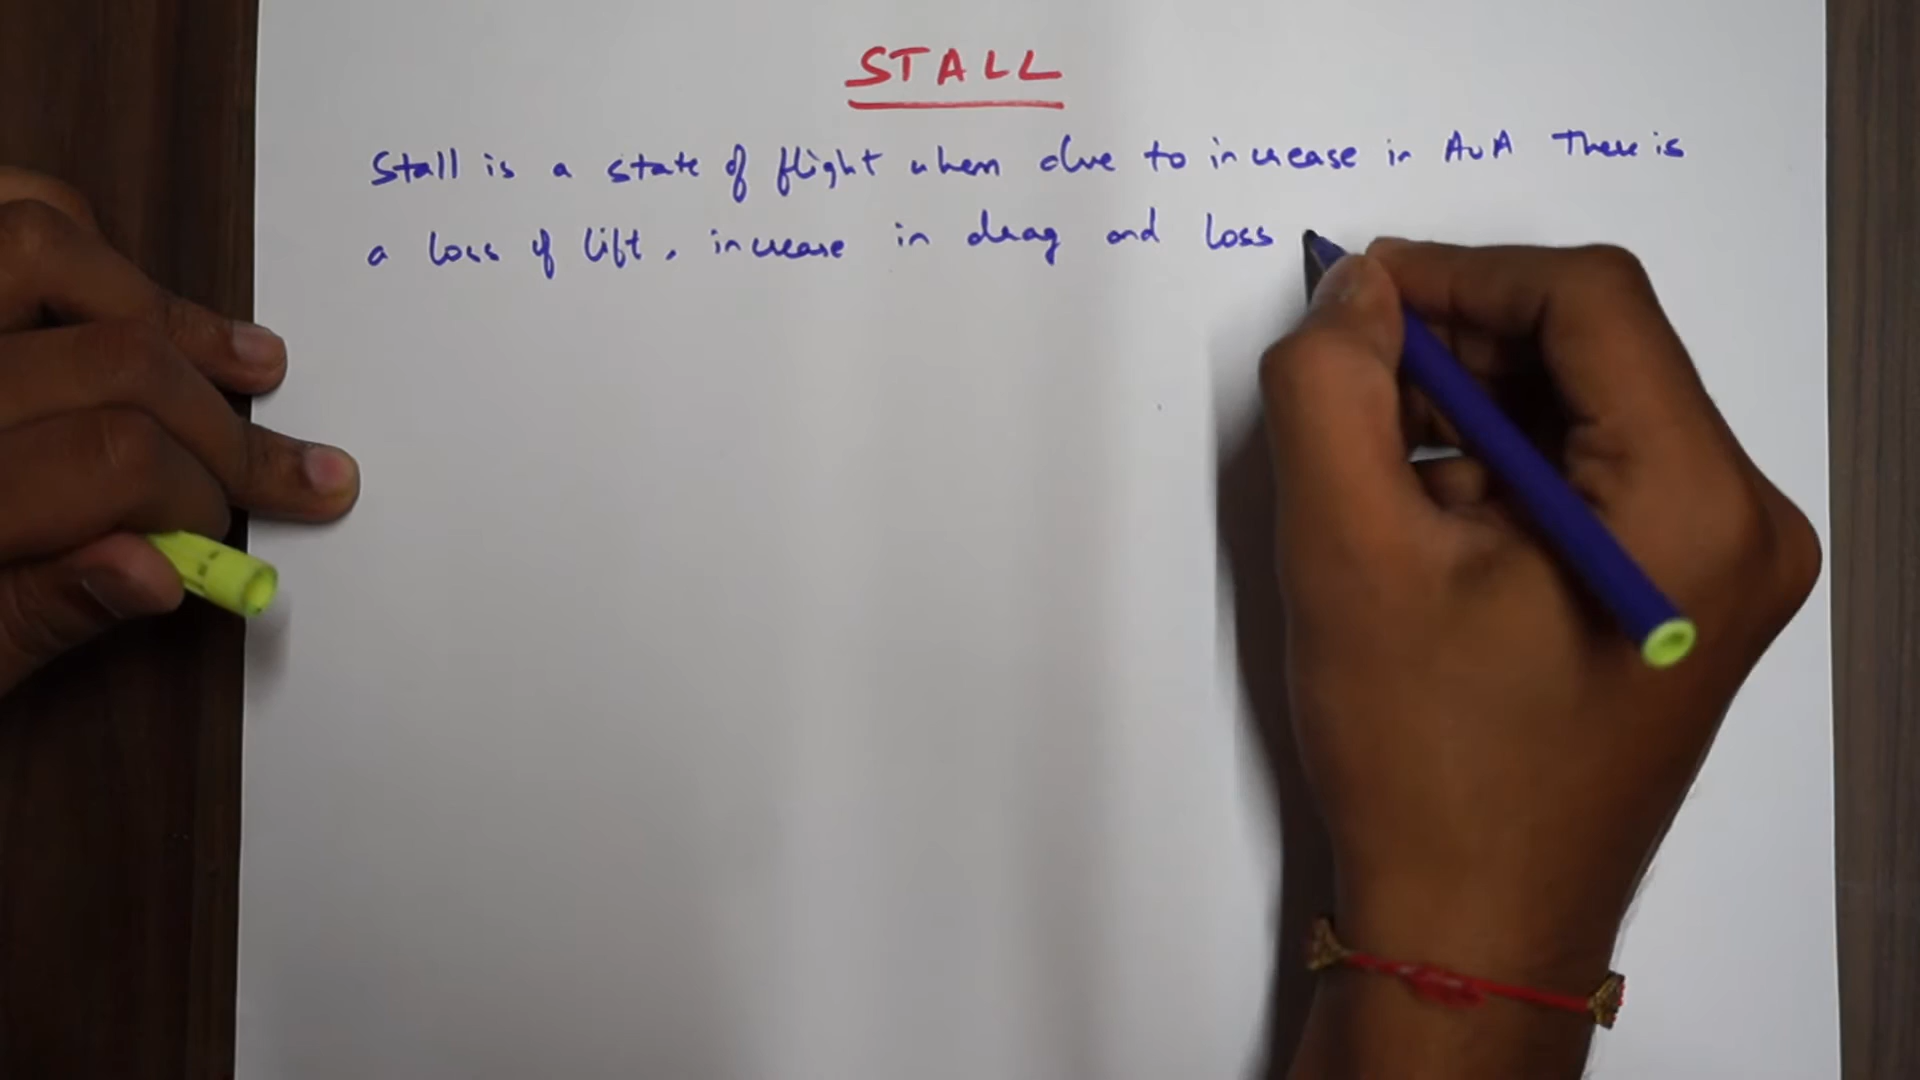 STALL
Stall is a state of flight when due to increase in AOA There is
a loss of lift, increase in drag and loss